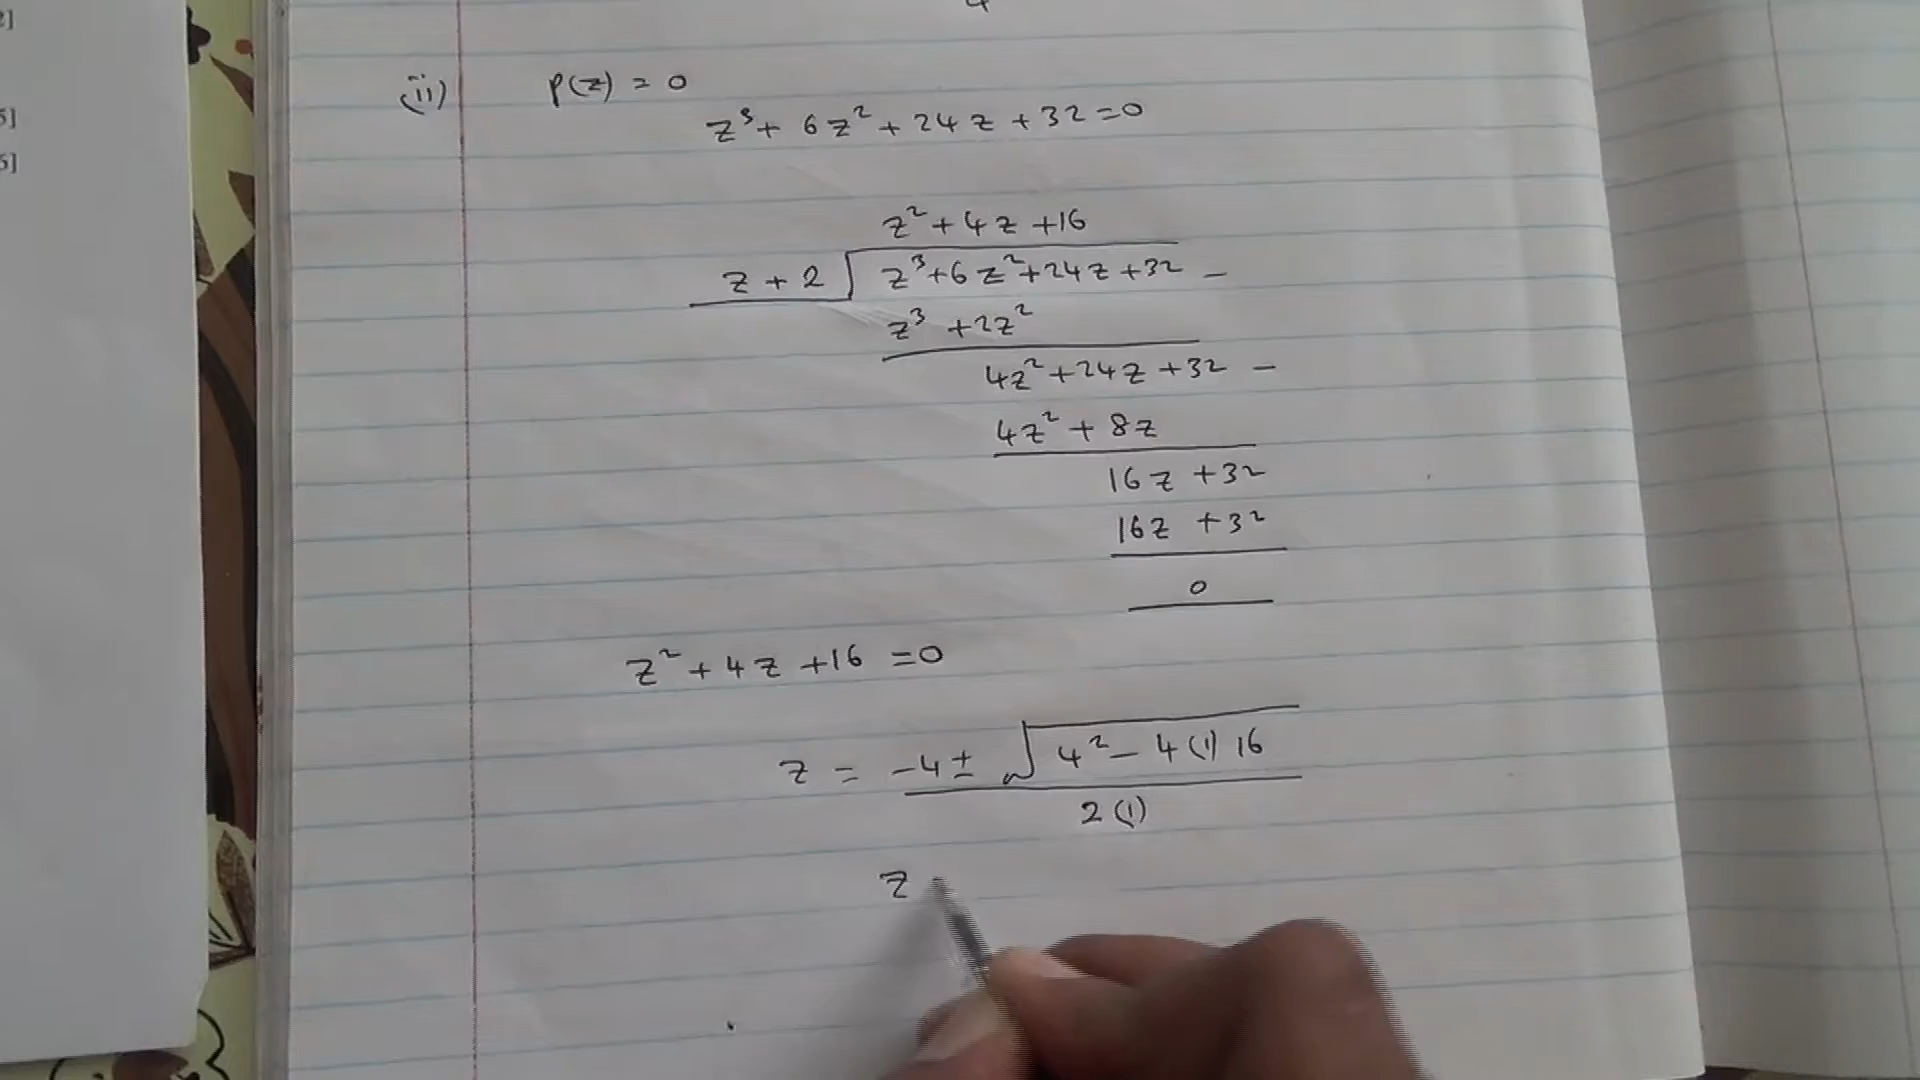 (ii) p(z) = 0
z³ + 6z² + 24z + 32 = 0
z² + 4z + 16
z + 2 z³ + 6z² + 24z + 32 −
z³ + 2z²
4z² + 24z + 32 −
4z² + 8z
16z + 32
16z + 32
0
z² + 4z + 16 = 0
z = −4 ± √4² − 4(1)16
2(1)
z